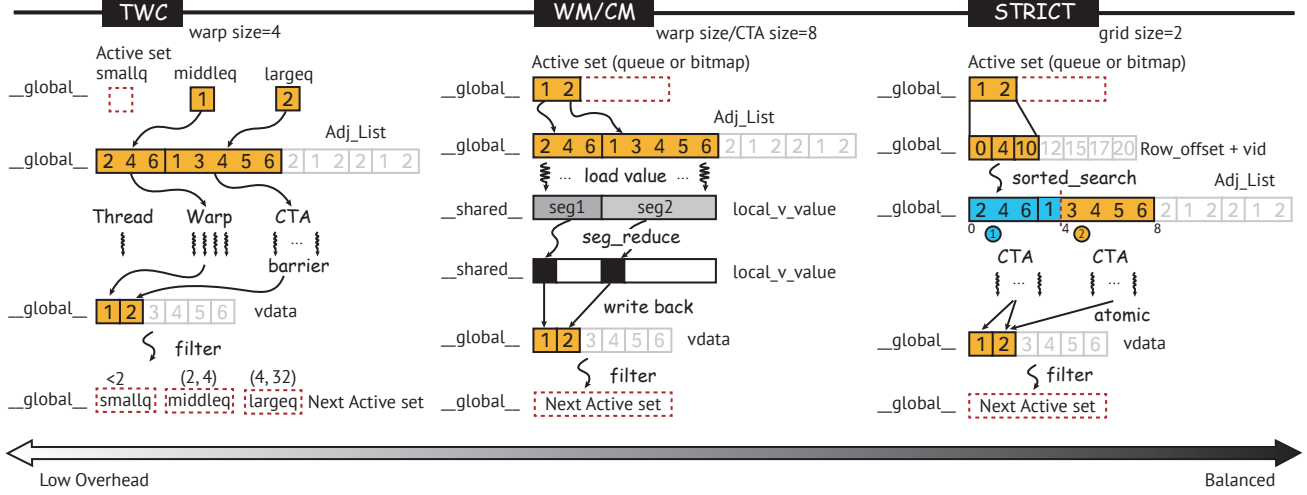 TWC
warp size=4
Active set
smallq middleq largeq
__global__ 1 2
Adj_List
__global__ 2 4 6 1 3 4 5 6 2 1 2 2 1 2
Thread Warp CTA
... 
barrier
__global__ 1 2 3 4 5 6 vdata
filter
<2 (2, 4) (4, 32)
__global__ smallq middleq largeq Next Active set
WM/CM
warp size/CTA size=8
Active set (queue or bitmap)
__global__ 1 2
Adj_List
__global__ 2 4 6 1 3 4 5 6 2 1 2 2 1 2
... load value ...
__shared__ seg1 seg2 local_v_value
seg_reduce
__shared__ local_v_value
write back
__global__ 1 2 3 4 5 6 vdata
filter
__global__ Next Active set
STRICT
grid size=2
Active set (queue or bitmap)
__global__ 1 2
__global__ 0 4 10 12 15 17 20 Row_offset + vid
sorted_search
Adj_List
__global__ 2 4 6 1 3 4 5 6 2 1 2 2 1 2
0 1 4 2 8
CTA CTA
... ...
atomic
__global__ 1 2 3 4 5 6 vdata
filter
__global__ Next Active set
Low Overhead Balanced